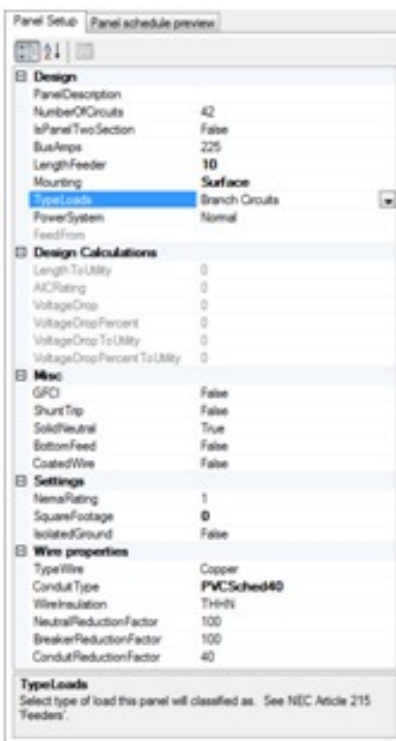 Panel Setup Panel schedule preview
Design
PanelDescription
NumberOfCircuits 42
IsPanelTwoSection False
BusAmps 225
LengthFeeder 10
Mounting Surface
TypeLoads Branch Circuits
PowerSystem Normal
FeedFrom
Design Calculations
LengthToUtility 0
AICRating 0
VoltageDrop 0
VoltageDropPercent 0
VoltageDropToUtility 0
VoltageDropPercentToUtility 0
Misc
GFCI False
ShuntTrip False
SolidNeutral True
BottomFeed False
CoatedWire False
Settings
NemaRating 1
SquareFootage 0
IsolatedGround False
Wire properties
TypeWire Copper
ConduitType PVCSched40
WireInsulation THHN
NeutralReductionFactor 100
BreakerReductionFactor 100
ConduitReductionFactor 40
TypeLoads
Select type of load this panel will classified as. See NEC Article 215
'Feeders'.